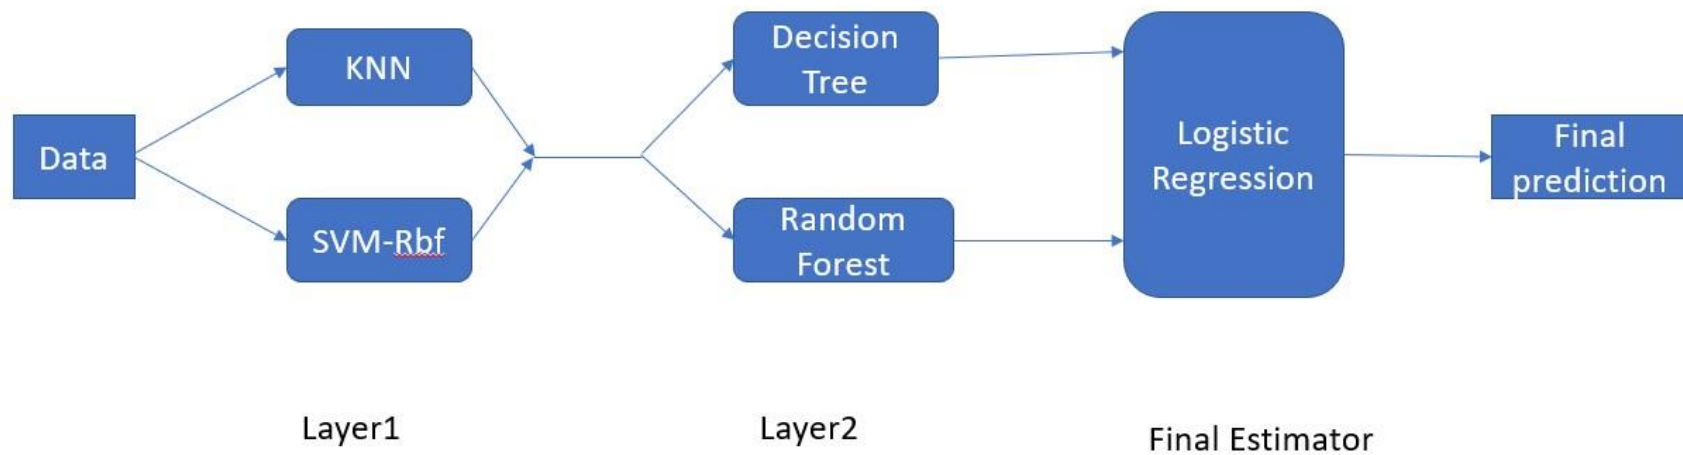 Data
KNN
SVM-Rbf
Decision
Tree
Random
Forest
Logistic
Regression
Final
prediction
Layer1
Layer2
Final Estimator